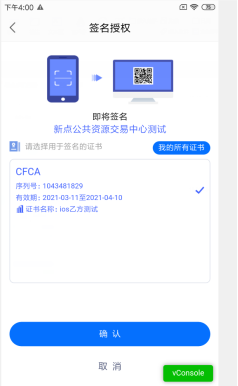 下午4:00
签名授权
即将签名
新点公共资源交易中心测试
请选择用于签名的证书
我的所有证书
CFCA
序列号: 1043481829
有效期: 2021-03-11至2021-04-10
证书名称: ios乙方测试
确 认
取 消
vConsole